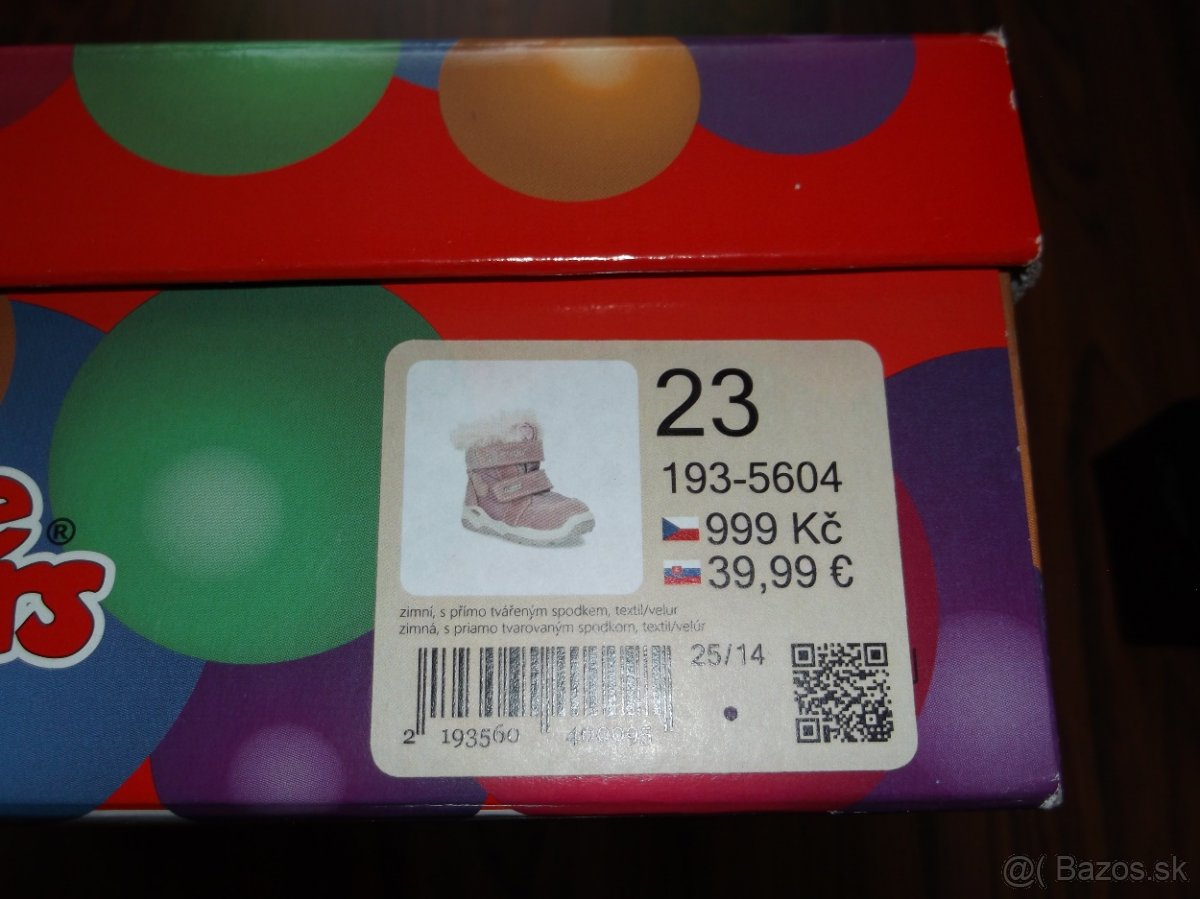 23
193-5604
999 Kč
39,99 €
zimní, s přímo tvářeným spodkem, textil/velur
zimná, s priamo tvarovaným spodkom, textil/velúr
25/14
2 193560
®
@( Bazos.sk